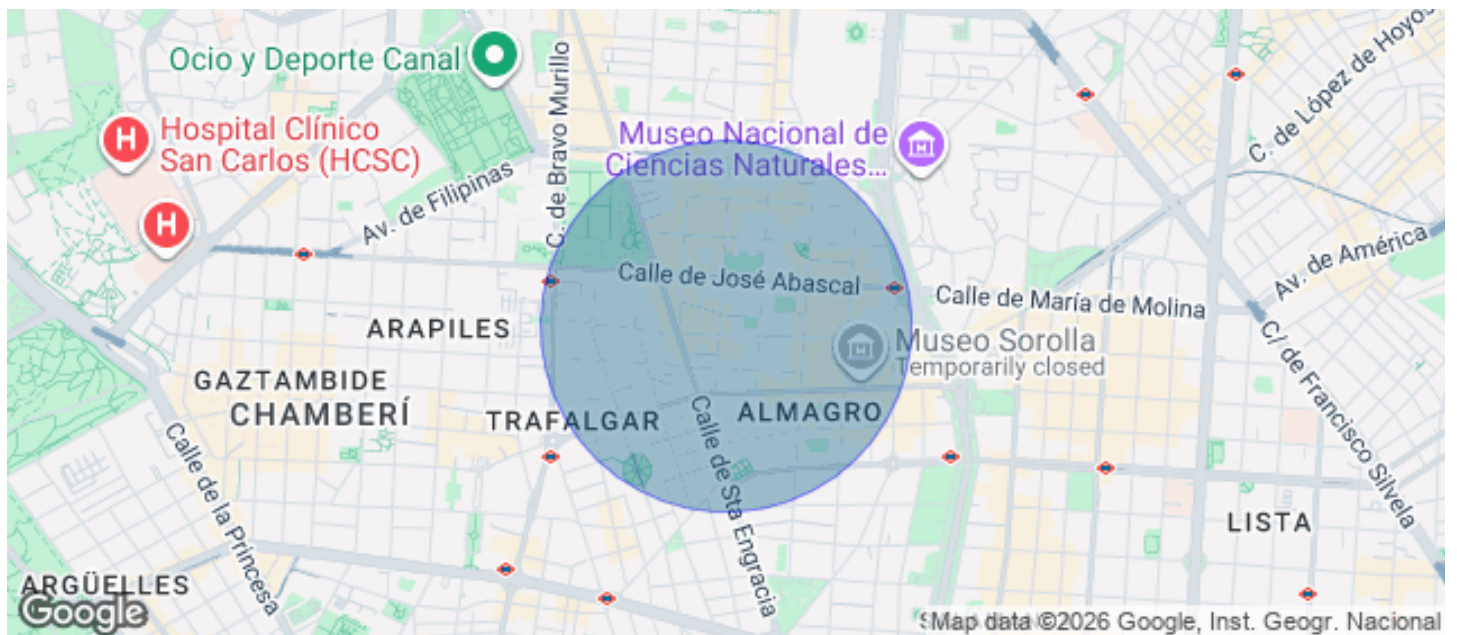 Ocio y Deporte Canal
C. de Bravo Murillo
C. de López de Hoyos
Hospital Clínico
San Carlos (HCSC)
Museo Nacional de
Ciencias Naturales...
Av. de Filipinas
Av. de América
Calle de José Abascal
Calle de María de Molina
ARAPILES
Museo Sorolla
Temporarily closed
C/ de Francisco Silvela
GAZTAMBIDE
CHAMBERÍ
TRAFALGAR
ALMAGRO
Calle de Sta Engracia
Calle de la Princesa
LISTA
ARGÜELLES
Google
Map data ©2026 Google, Inst. Geogr. Nacional
H
H